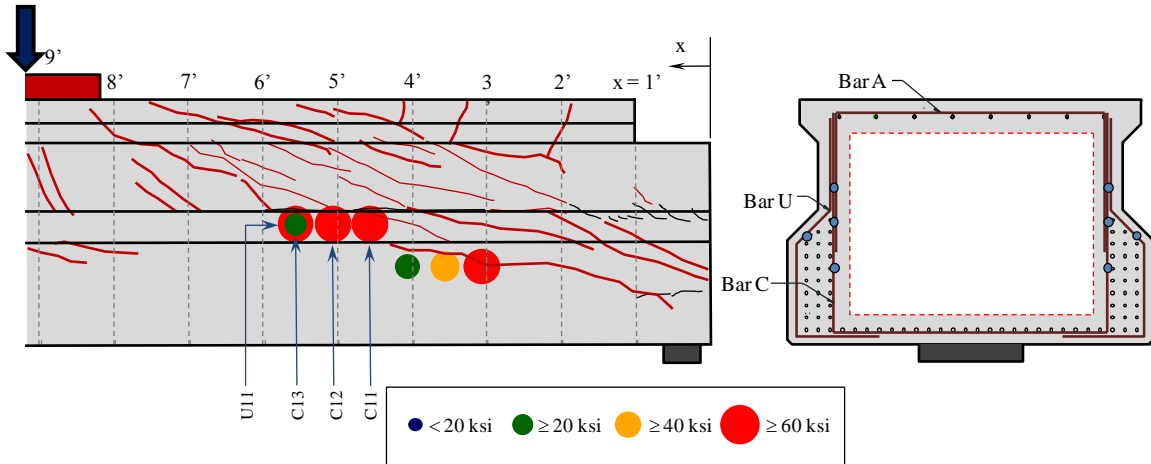 x
9’
8’
7’
6’
5’
4’
3
2’
x = 1’
Bar A
Bar U
Bar C
U11
C13
C12
C11
< 20 ksi
≥ 20 ksi
≥ 40 ksi
≥ 60 ksi